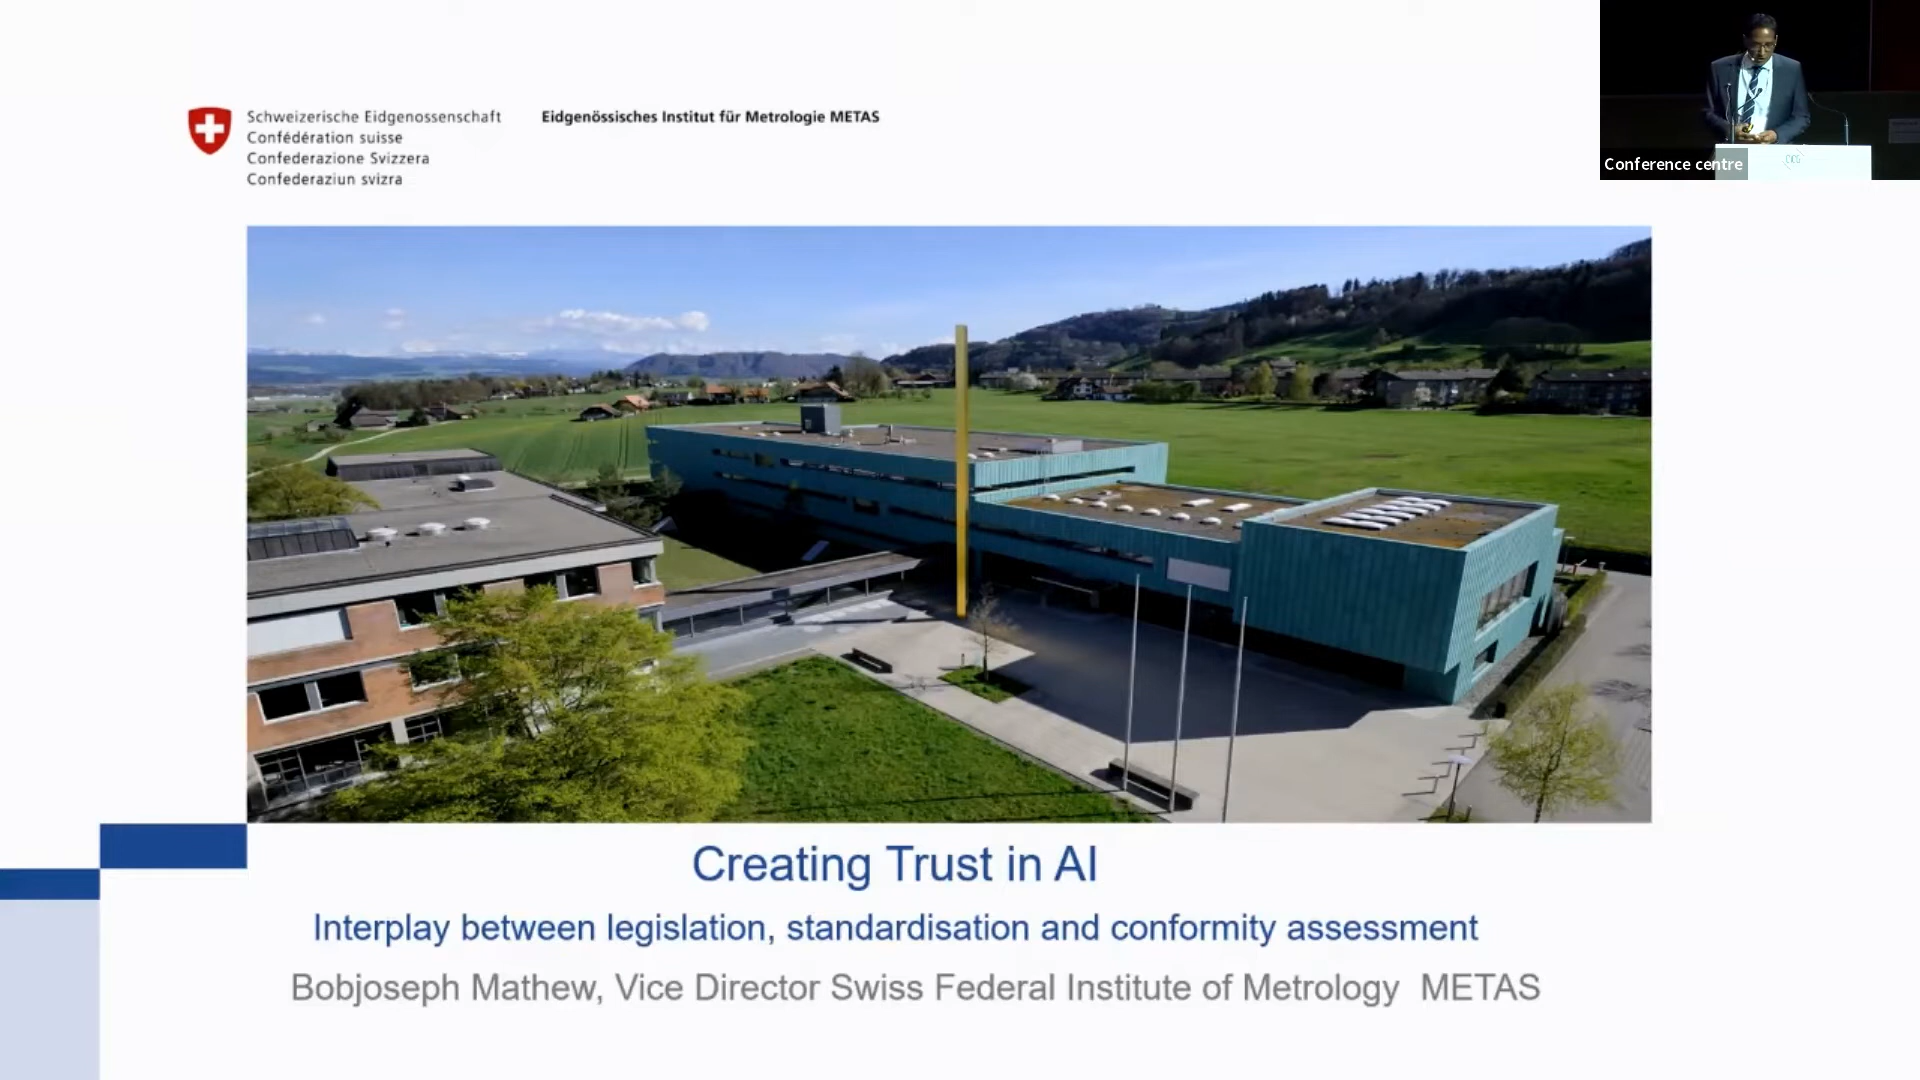 Schweizerische Eidgenossenschaft
Confédération suisse
Confederazione Svizzera
Confederaziun svizra
Eidgenössisches Institut für Metrologie METAS
Conference centre
CICG
Creating Trust in AI
Interplay between legislation, standardisation and conformity assessment
Bobjoseph Mathew, Vice Director Swiss Federal Institute of Metrology METAS